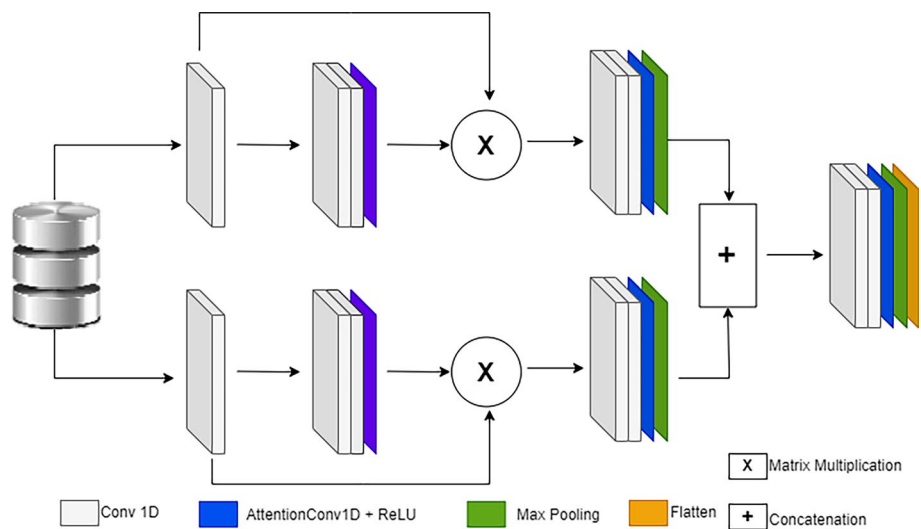 X
+
X
X Matrix Multiplication
Conv 1D AttentionConv1D + ReLU Max Pooling Flatten + Concatenation